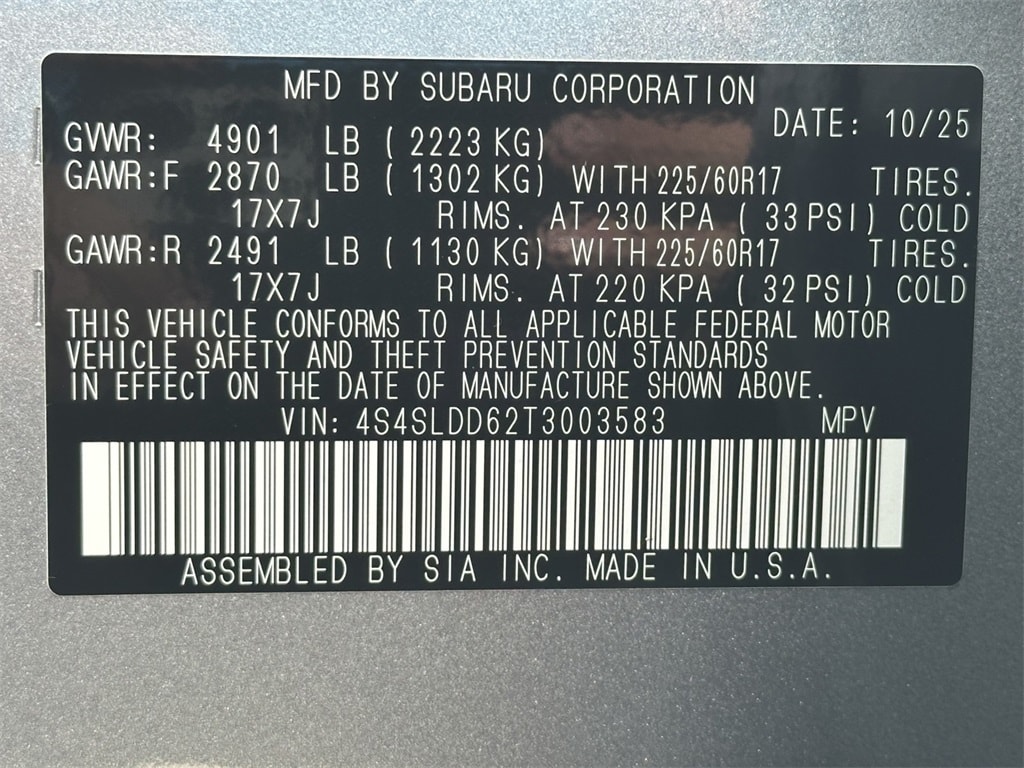 MFD BY SUBARU CORPORATION
DATE: 10/25
GVWR: 4901 LB (2223 KG)
GAWR:F 2870 LB (1302 KG) WITH 225/60R17 TIRES.
17X7J RIMS. AT 230 KPA (33 PSI) COLD
GAWR:R 2491 LB (1130 KG) WITH 225/60R17 TIRES.
17X7J RIMS. AT 220 KPA (32 PSI) COLD
THIS VEHICLE CONFORMS TO ALL APPLICABLE FEDERAL MOTOR
VEHICLE SAFETY AND THEFT PREVENTION STANDARDS
IN EFFECT ON THE DATE OF MANUFACTURE SHOWN ABOVE.
VIN: 4S4SLDD62T3003583 MPV
ASSEMBLED BY SIA INC. MADE IN U.S.A.